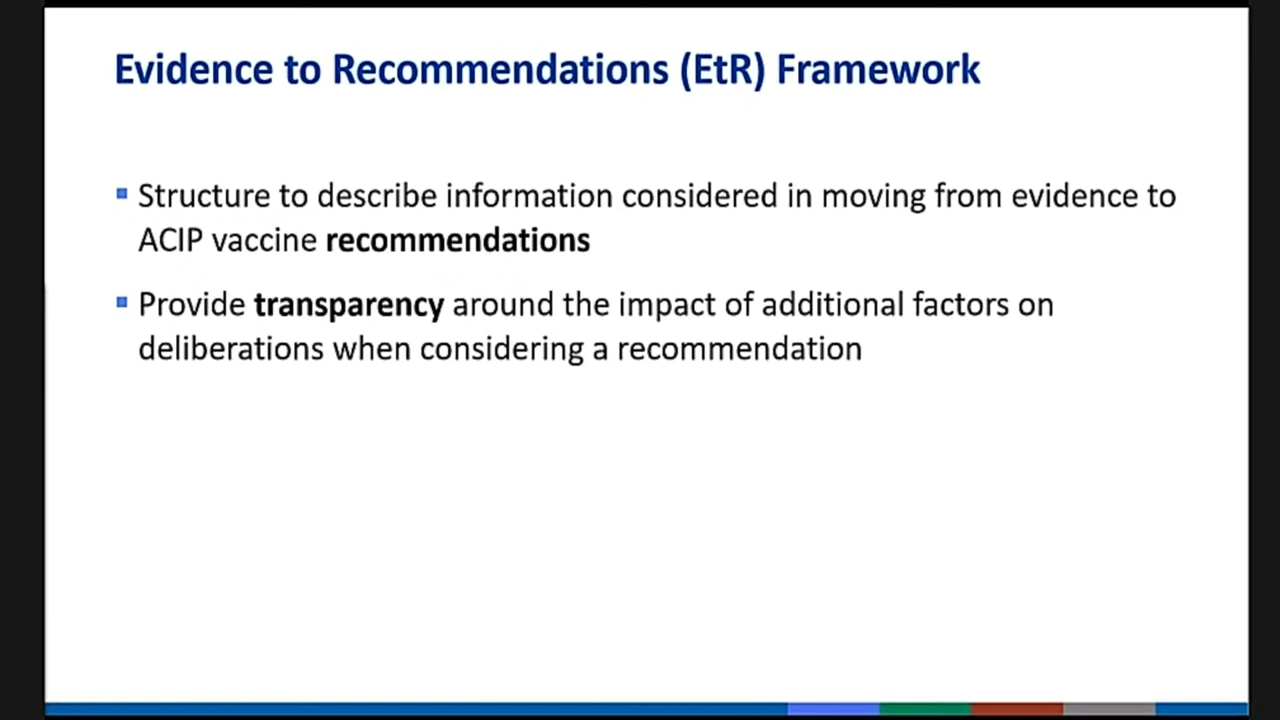 Evidence to Recommendations (EtR) Framework
Structure to describe information considered in moving from evidence to
ACIP vaccine recommendations
Provide transparency around the impact of additional factors on
deliberations when considering a recommendation